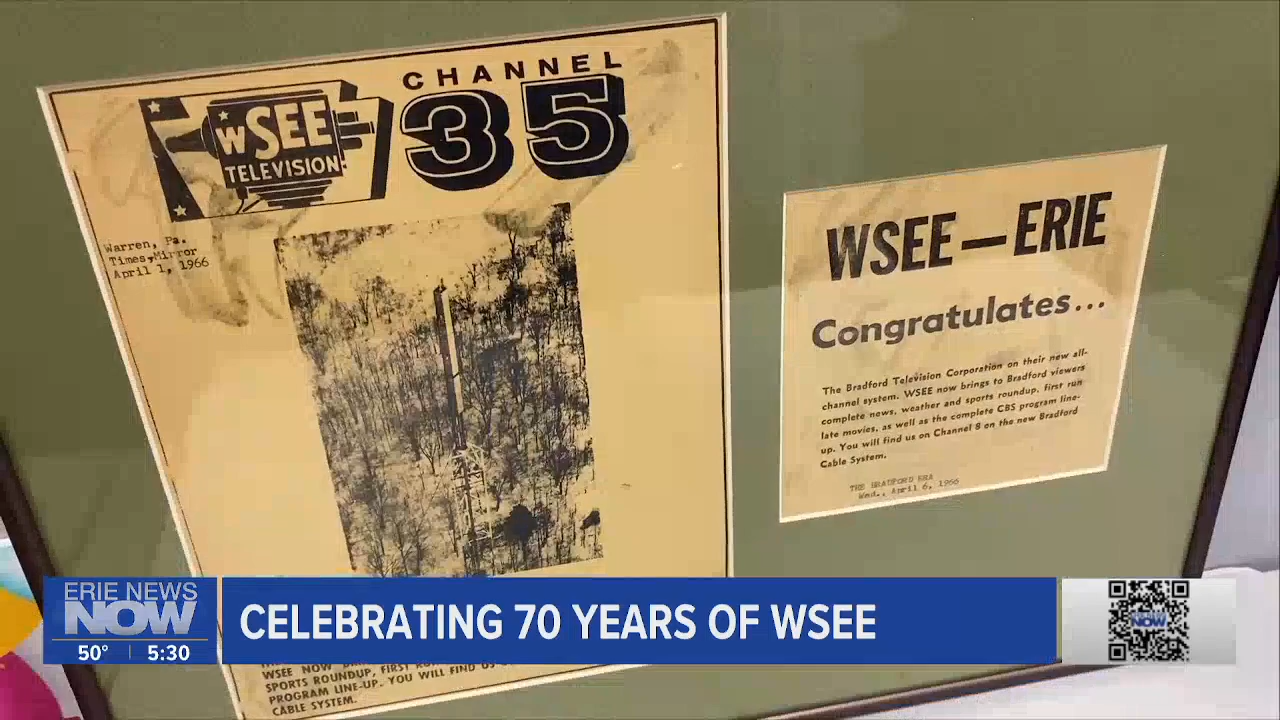 CHANNEL
35
WSEE
TELEVISION
Warren, Pa.
Times,Mirror
April 1, 1966
WSEE—ERIE
Congratulates...
The Bradford Television Corporation on their new all-
channel system. WSEE now brings to Bradford viewers
complete news, weather and sports roundup, first run
late movies, as well as the complete CBS program line-
up. You will find us on Channel 8 on the new Bradford
Cable System.
THE BRADFORD ERA
Wed., April 6, 1966
ERIE NEWS
NOW
50° | 5:30
CELEBRATING 70 YEARS OF WSEE
NOW
WSEE NOW
SPORTS ROUNDUP, FIRST
PROGRAM LINE-UP. YOU WILL FIND US
CABLE SYSTEM.